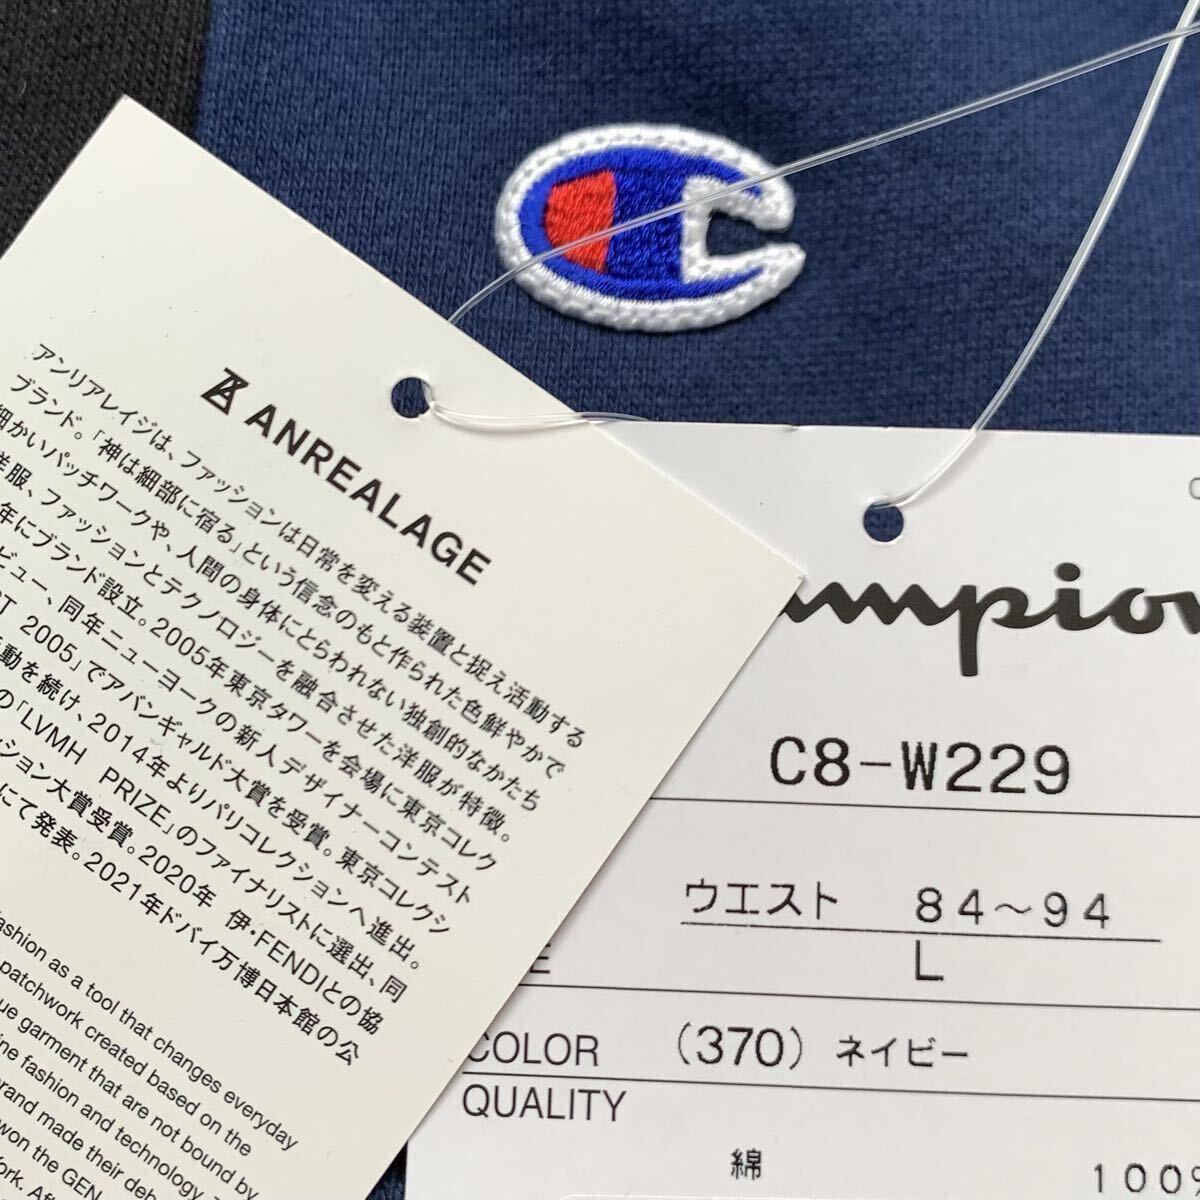 ANREALAGE
アンリアレイジは、ファッションは日常を変える装置と捉え活動する
ブランド。「神は細部に宿る」という信念のもと作られた色鮮やかで
細かいパッチワークや、人間の身体にとらわれない独創的なかたち
洋服、ファッションとテクノロジーを融合させた洋服が特徴。
年にブランド設立。2005年東京タワーを会場に東京コレク
ビュー、同年ニューヨークの新人デザイナーコンテスト
2005」でアバンギャルド大賞を受賞。東京コレクシ
動を続け、2014年よりパリコレクションへ進出。
の「LVMH PRIZE」のファイナリストに選出、同
ション大賞受賞。2020年 伊・FENDIとの協
にて発表。2021年ドバイ万博日本館の公
fashion as a tool that changes everyday
patchwork created based on the
garment that are not bound by
fashion and technology.
brand made their
won the GEN
C8-W229
ウエスト 84～94
L
COLOR (370) ネイビー
QUALITY
綿 100%